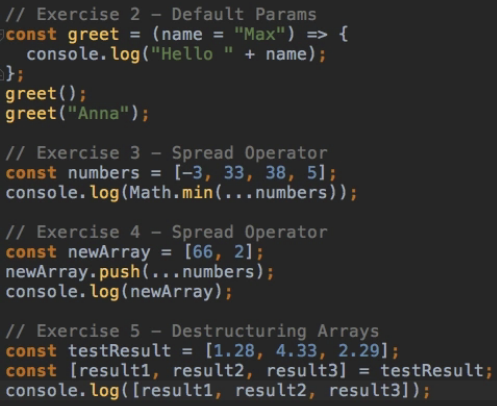 // Exercise 2 – Default Params
const greet = (name = "Max") => {
  console.log("Hello " + name);
};
greet();
greet("Anna");

// Exercise 3 – Spread Operator
const numbers = [-3, 33, 38, 5];
console.log(Math.min(...numbers));

// Exercise 4 – Spread Operator
const newArray = [66, 2];
newArray.push(...numbers);
console.log(newArray);

// Exercise 5 – Destructuring Arrays
const testResult = [1.28, 4.33, 2.29];
const [result1, result2, result3] = testResult;
console.log([result1, result2, result3]);